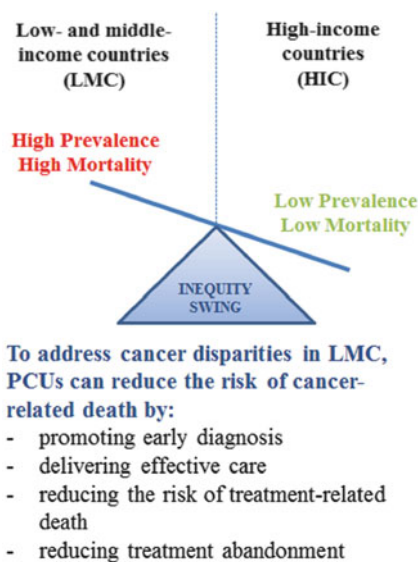 Low- and middle-
income countries
(LMC)
High-income
countries
(HIC)
High Prevalence
High Mortality
Low Prevalence
Low Mortality
INEQUITY
SWING
To address cancer disparities in LMC,
PCUs can reduce the risk of cancer-
related death by:
- promoting early diagnosis
- delivering effective care
- reducing the risk of treatment-related
death
- reducing treatment abandonment